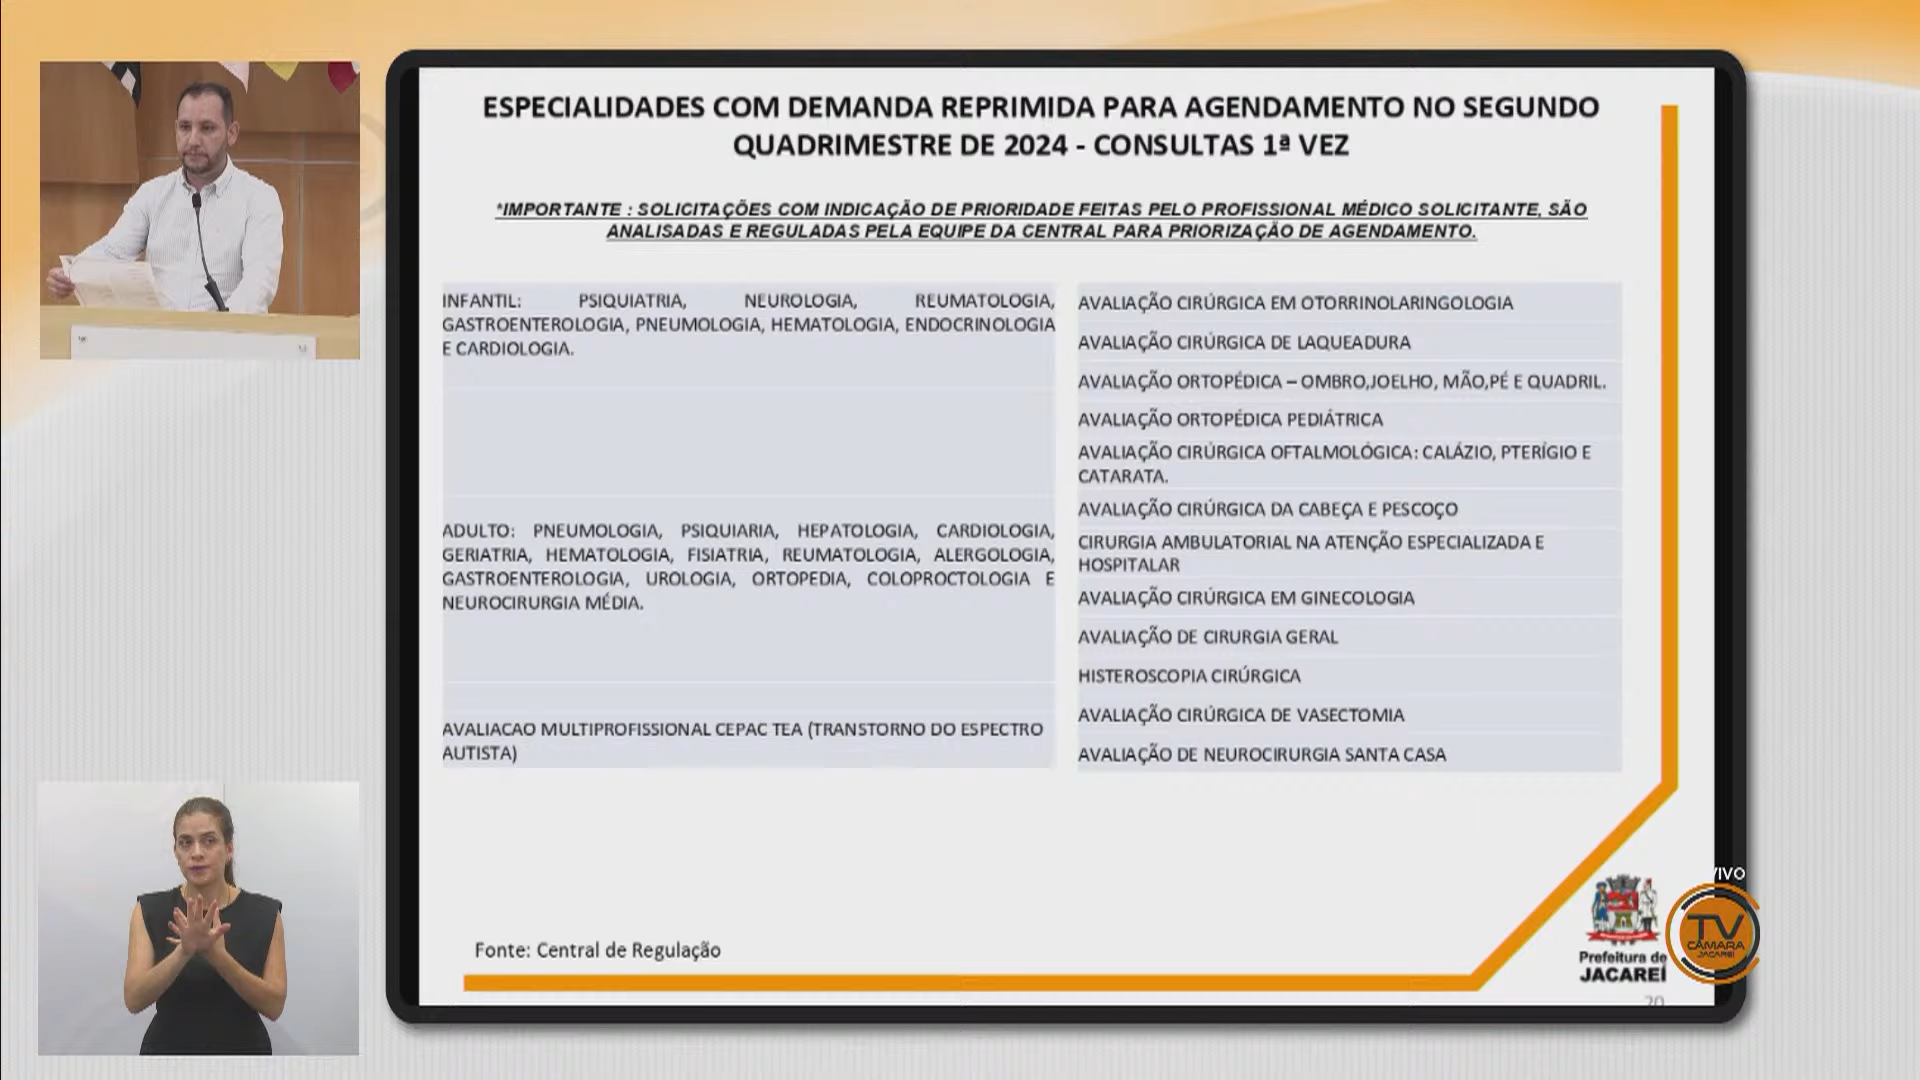 ESPECIALIDADES COM DEMANDA REPRIMIDA PARA AGENDAMENTO NO SEGUNDO
QUADRIMESTRE DE 2024 - CONSULTAS 1ª VEZ
*IMPORTANTE : SOLICITAÇÕES COM INDICAÇÃO DE PRIORIDADE FEITAS PELO PROFISSIONAL MÉDICO SOLICITANTE, SÃO
ANALISADAS E REGULADAS PELA EQUIPE DA CENTRAL PARA PRIORIZAÇÃO DE AGENDAMENTO.
INFANTIL: PSIQUIATRIA, NEUROLOGIA, REUMATOLOGIA,
GASTROENTEROLOGIA, PNEUMOLOGIA, HEMATOLOGIA, ENDOCRINOLOGIA
E CARDIOLOGIA.
ADULTO: PNEUMOLOGIA, PSIQUIARIA, HEPATOLOGIA, CARDIOLOGIA,
GERIATRIA, HEMATOLOGIA, FISIATRIA, REUMATOLOGIA, ALERGOLOGIA,
GASTROENTEROLOGIA, UROLOGIA, ORTOPEDIA, COLOPROCTOLOGIA E
NEUROCIRURGIA MÉDIA.
AVALIACAO MULTIPROFISSIONAL CEPAC TEA (TRANSTORNO DO ESPECTRO
AUTISTA)
AVALIAÇÃO CIRÚRGICA EM OTORRINOLARINGOLOGIA
AVALIAÇÃO CIRÚRGICA DE LAQUEADURA
AVALIAÇÃO ORTOPÉDICA – OMBRO,JOELHO, MÃO,PÉ E QUADRIL.
AVALIAÇÃO ORTOPÉDICA PEDIÁTRICA
AVALIAÇÃO CIRÚRGICA OFTALMOLÓGICA: CALÁZIO, PTERÍGIO E
CATARATA.
AVALIAÇÃO CIRÚRGICA DA CABEÇA E PESCOÇO
CIRURGIA AMBULATORIAL NA ATENÇÃO ESPECIALIZADA E
HOSPITALAR
AVALIAÇÃO CIRÚRGICA EM GINECOLOGIA
AVALIAÇÃO DE CIRURGIA GERAL
HISTEROSCOPIA CIRÚRGICA
AVALIAÇÃO CIRÚRGICA DE VASECTOMIA
AVALIAÇÃO DE NEUROCIRURGIA SANTA CASA
Fonte: Central de Regulação
Prefeitura de
JACAREÍ
VIVO
TV
CÂMARA
JACAREÍ
20